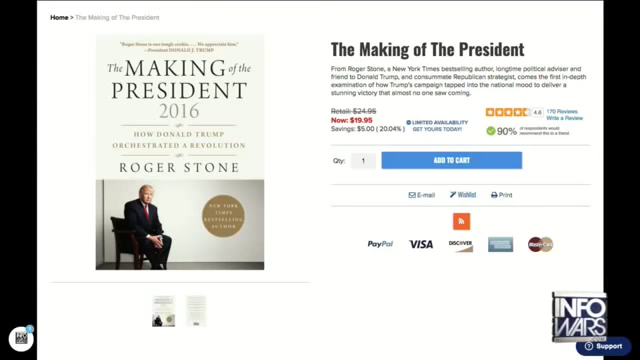 Home > The Making of The President
"Roger Stone is one tough cookie. ... We appreciate him."
—President DONALD J. TRUMP
The MAKING of the
PRESIDENT
2016
HOW DONALD TRUMP
ORCHESTRATED A REVOLUTION
ROGER STONE
NEW YORK
TIMES
BESTSELLING
AUTHOR
The Making of The President
From Roger Stone, a New York Times bestselling author, longtime political adviser and
friend to Donald Trump, and consummate Republican strategist, comes the first in-depth
examination of how Trump's campaign tapped into the national mood to deliver a
stunning victory that almost no one saw coming.
Retail: $24.95
Now: $19.95
Savings: $5.00 ( 20.04% )
LIMITED AVAILABILITY
GET YOURS TODAY!
4.6
170 Reviews
Write a Review
90%
of respondents would
recommend this to a friend
Qty:
1
ADD TO CART
E-mail
Wishlist
Print
PayPal
VISA
DISCOVER
MasterCard
INFO
WARS
.COM
Support